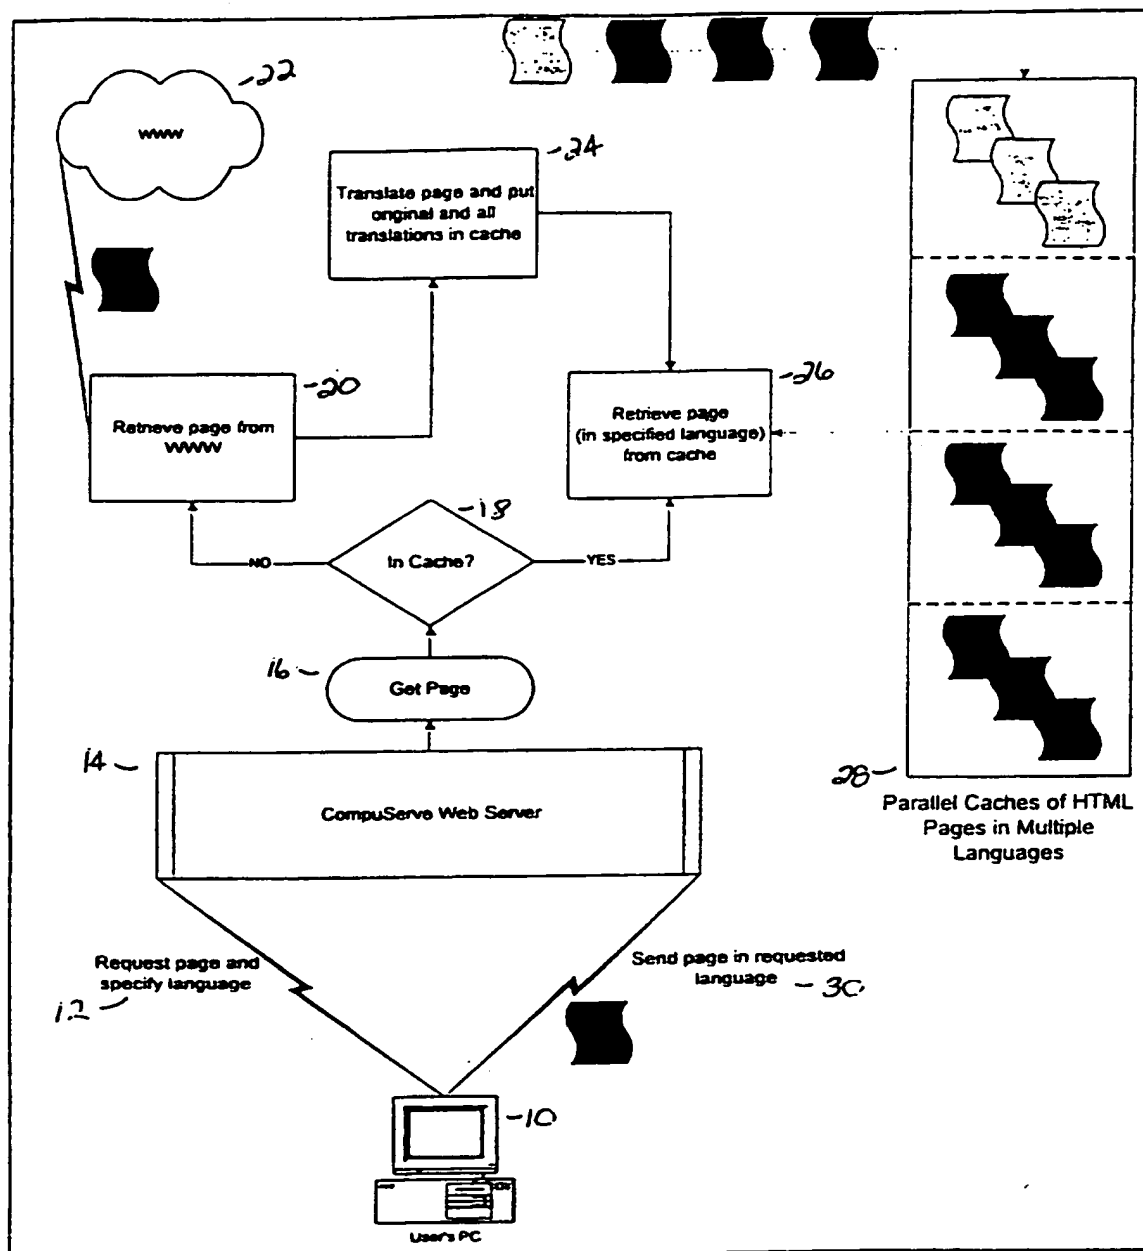 22
WWW
24
Translate page and put
original and all
translations in cache
20
Retrieve page from
WWW
26
Retrieve page
(in specified language)
from cache
18
In Cache?
NO
YES
16
Get Page
14
CompuServe Web Server
28
Parallel Caches of HTML
Pages in Multiple
Languages
Request page and
specify language
12
Send page in requested
language
30
10
User's PC